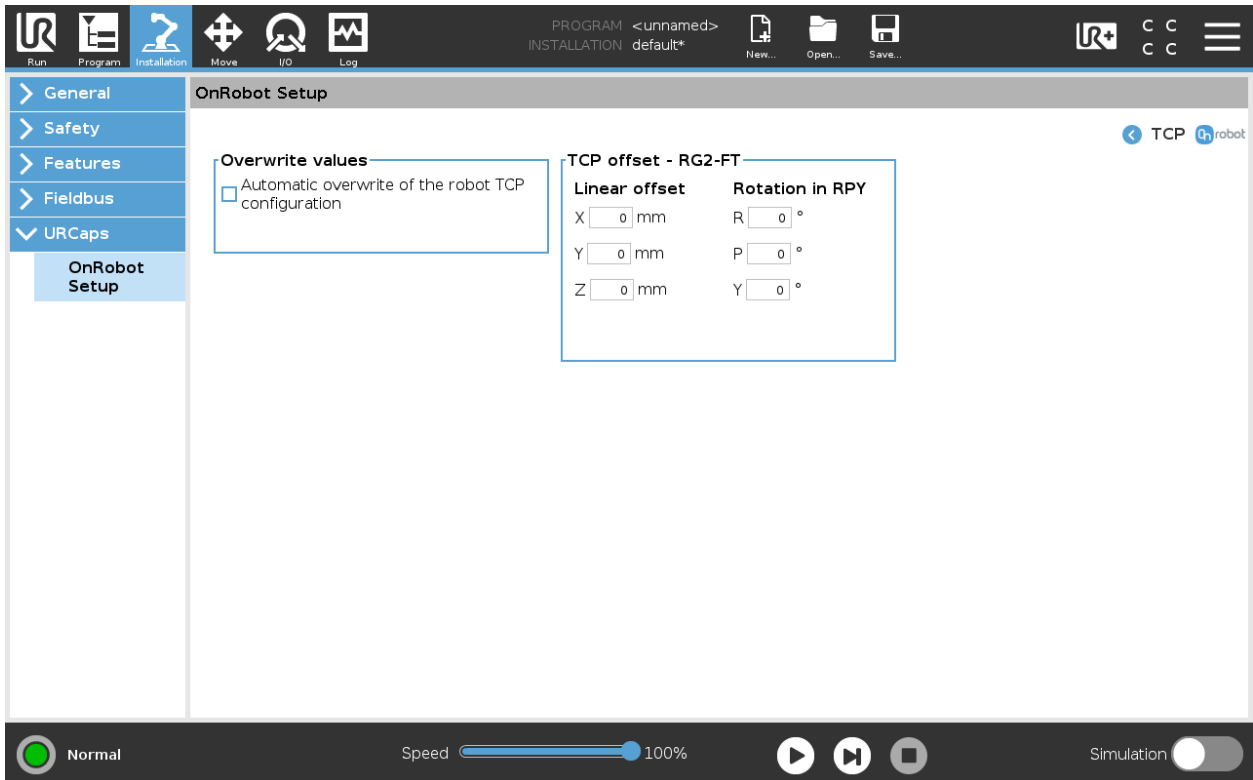 PROGRAM <unnamed>
INSTALLATION default*
Run
Program
Installation
Move
I/O
Log
New...
Open...
Save...
UR+
C C
C C
General
Safety
Features
Fieldbus
URCaps
OnRobot
Setup
OnRobot Setup
TCP
On robot
Overwrite values
Automatic overwrite of the robot TCP
configuration
TCP offset - RG2-FT
Linear offset Rotation in RPY
X 0 mm R 0 °
Y 0 mm P 0 °
Z 0 mm Y 0 °
Normal
Speed 100%
Simulation